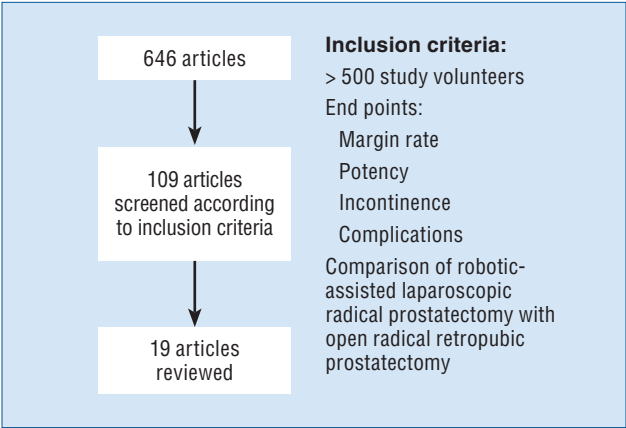 646 articles
109 articles
screened according
to inclusion criteria
19 articles
reviewed
Inclusion criteria:
> 500 study volunteers
End points:
Margin rate
Potency
Incontinence
Complications
Comparison of robotic-
assisted laparoscopic
radical prostatectomy with
open radical retropubic
prostatectomy